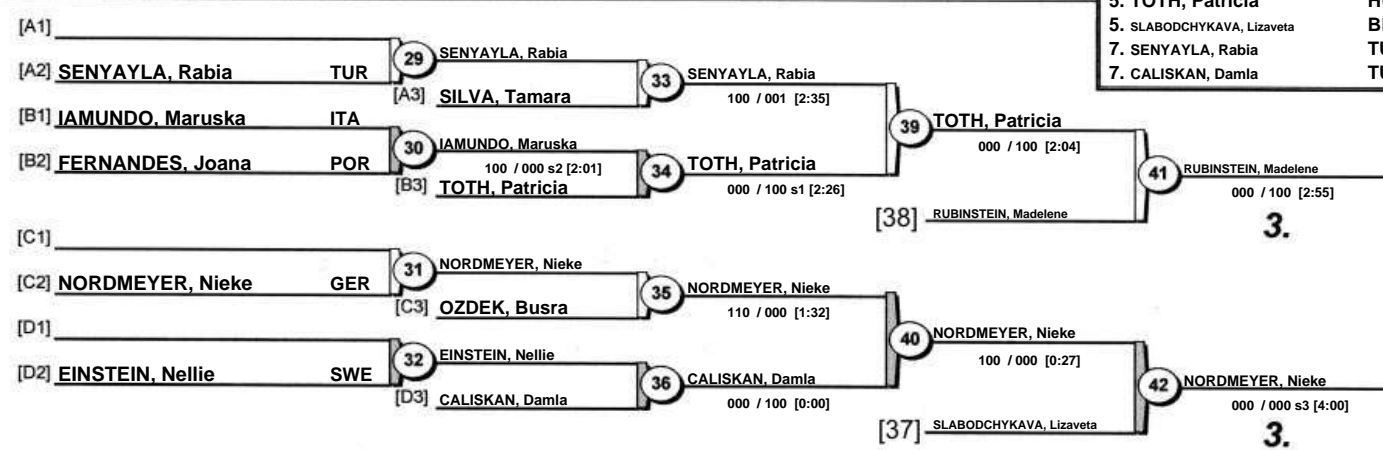 5. TOTH, Patricia
5. SLABODCHYKAVA, Lizaveta
7. SENYAYLA, Rabia
7. CALISKAN, Damla
[A1]
[A2] SENYAYLA, Rabia TUR
29 SENYAYLA, Rabia
[A3] SILVA, Tamara
33 SENYAYLA, Rabia
100 / 001 [2:35]
[B1] IAMUNDO, Maruska ITA
[B2] FERNANDES, Joana POR
30 IAMUNDO, Maruska
100 / 000 s2 [2:01]
[B3] TOTH, Patricia
34 TOTH, Patricia
000 / 100 s1 [2:26]
39 TOTH, Patricia
000 / 100 [2:04]
[38] RUBINSTEIN, Madelene
41 RUBINSTEIN, Madelene
000 / 100 [2:55]
3.
[C1]
[C2] NORDMEYER, Nieke GER
31 NORDMEYER, Nieke
[C3] OZDEK, Busra
35 NORDMEYER, Nieke
110 / 000 [1:32]
[D1]
[D2] EINSTEIN, Nellie SWE
32 EINSTEIN, Nellie
[D3] CALISKAN, Damla
36 CALISKAN, Damla
000 / 100 [0:00]
40 NORDMEYER, Nieke
100 / 000 [0:27]
[37] SLABODCHYKAVA, Lizaveta
42 NORDMEYER, Nieke
000 / 000 s3 [4:00]
3.